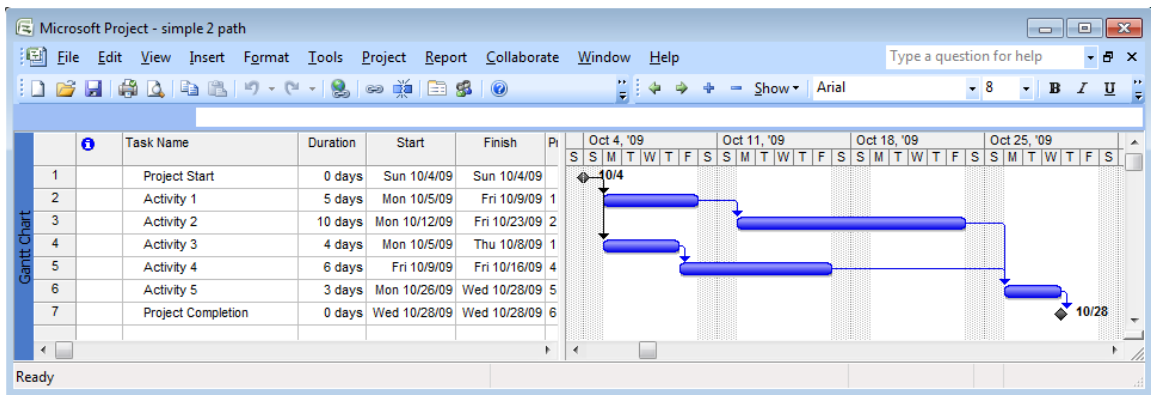 Microsoft Project - simple 2 path
File Edit View Insert Format Tools Project Report Collaborate Window Help Type a question for help
Show Arial 8 B I U
Task Name Duration Start Finish Pr Oct 4, '09 Oct 11, '09 Oct 18, '09 Oct 25, '09
S S M T W T F S S M T W T F S S M T W T F S S M T W T F S
1 Project Start 0 days Sun 10/4/09 Sun 10/4/09 10/4
2 Activity 1 5 days Mon 10/5/09 Fri 10/9/09 1
3 Activity 2 10 days Mon 10/12/09 Fri 10/23/09 2
4 Activity 3 4 days Mon 10/5/09 Thu 10/8/09 1
5 Activity 4 6 days Fri 10/9/09 Fri 10/16/09 4
6 Activity 5 3 days Mon 10/26/09 Wed 10/28/09 5
7 Project Completion 0 days Wed 10/28/09 Wed 10/28/09 6 10/28
Gantt Chart
Ready